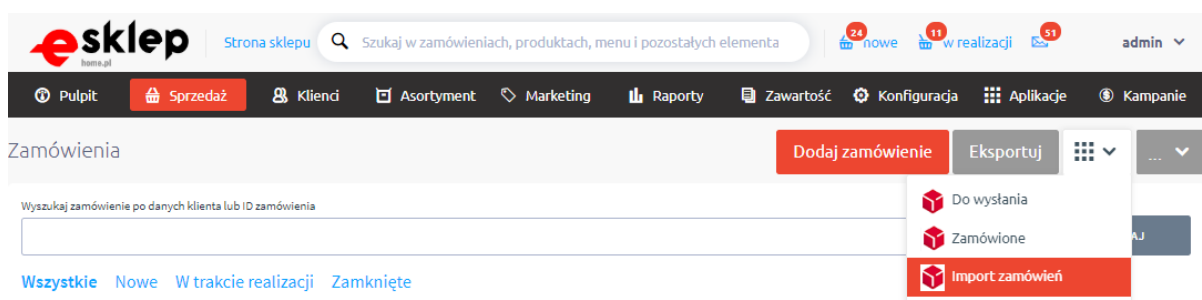 esklep
home.pl
Strona sklepu
Szukaj w zamówieniach, produktach, menu i pozostałych elementa
24 nowe
11 w realizacji
51
admin
Pulpit Sprzedaż Klienci Asortyment Marketing Raporty Zawartość Konfiguracja Aplikacje Kampanie
Zamówienia
Dodaj zamówienie Eksportuj ...
Do wysłania
Zamówione
Import zamówień
Wyszukaj zamówienie po danych klienta lub ID zamówienia
AJ
Wszystkie Nowe W trakcie realizacji Zamknięte